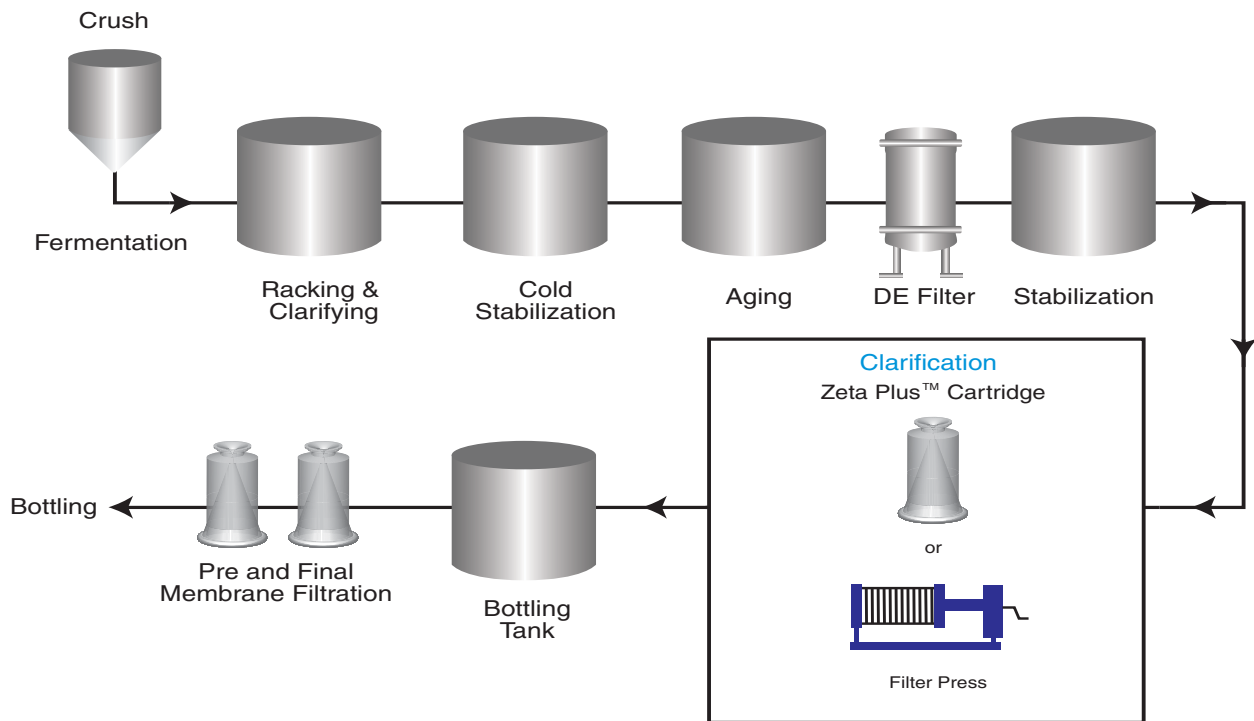 Crush
Fermentation
Racking &
Clarifying
Cold
Stabilization
Aging
DE Filter
Stabilization
Clarification
Zeta Plus™ Cartridge
or
Filter Press
Bottling
Tank
Pre and Final
Membrane Filtration
Bottling